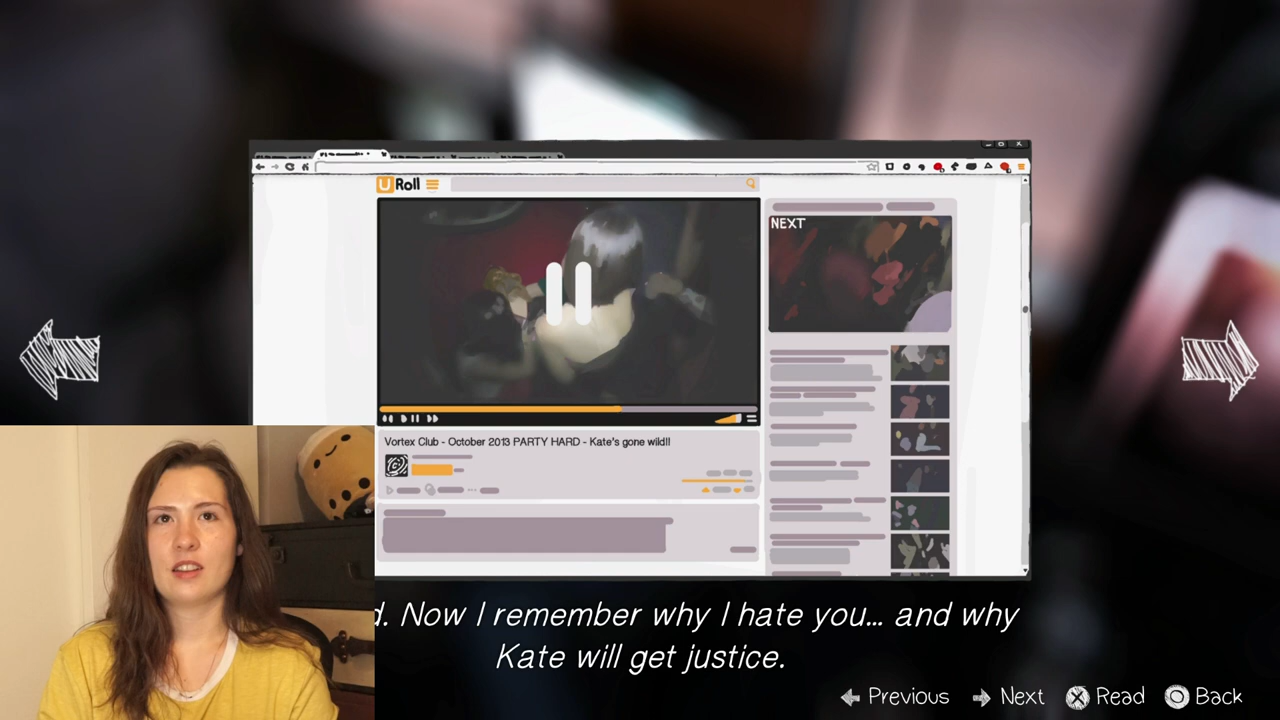 U Roll
NEXT
Vortex Club - October 2013 PARTY HARD - Kate's gone wild!!
Now I remember why I hate you... and why
Kate will get justice.
Previous Next Read Back